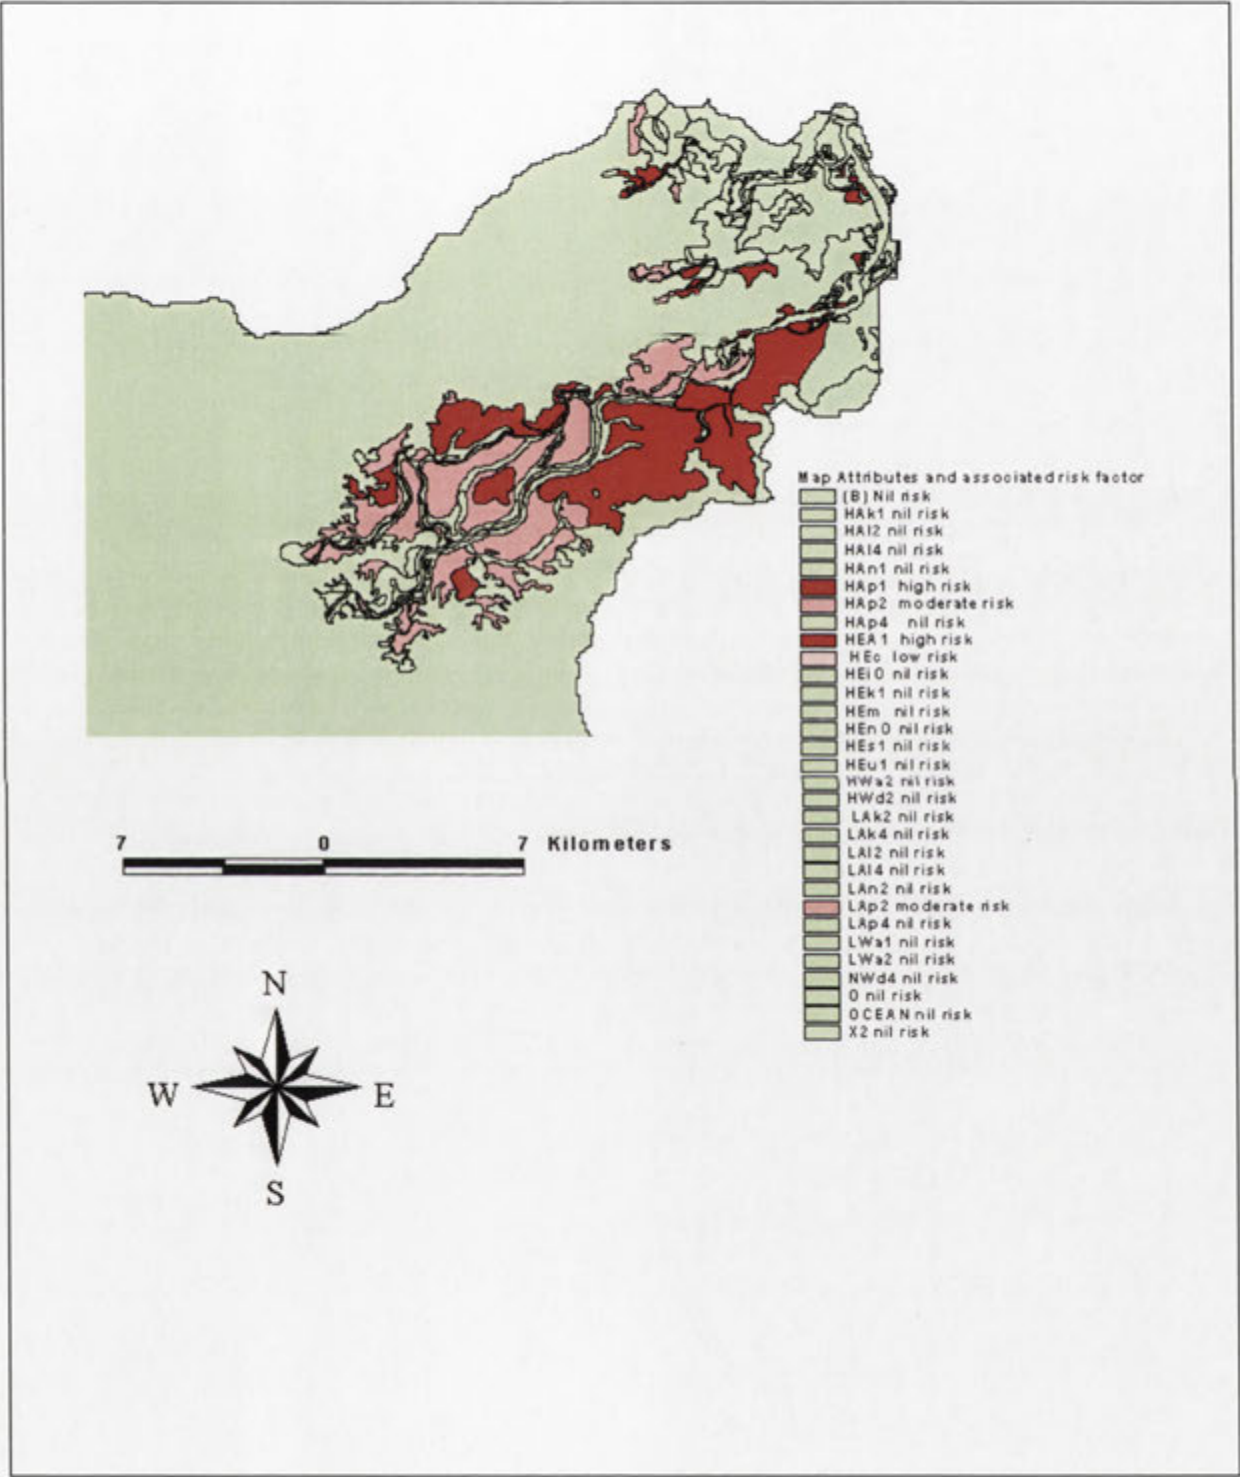 Map Attributes and associated risk factor
(B) Nil risk
HAk1 nil risk
HAl2 nil risk
HAl4 nil risk
HAn1 nil risk
HAp1 high risk
HAp2 moderate risk
HAp4 nil risk
HEA1 high risk
HEc low risk
HEi0 nil risk
HEk1 nil risk
HEm nil risk
HEn0 nil risk
HEs1 nil risk
HEu1 nil risk
HWa2 nil risk
HWd2 nil risk
LAk2 nil risk
LAk4 nil risk
LAl2 nil risk
LAl4 nil risk
LAn2 nil risk
LAp2 moderate risk
LAp4 nil risk
LWa1 nil risk
LWa2 nil risk
NWd4 nil risk
O nil risk
OCEAN nil risk
X2 nil risk
7 0 7 Kilometers
N
W E
S